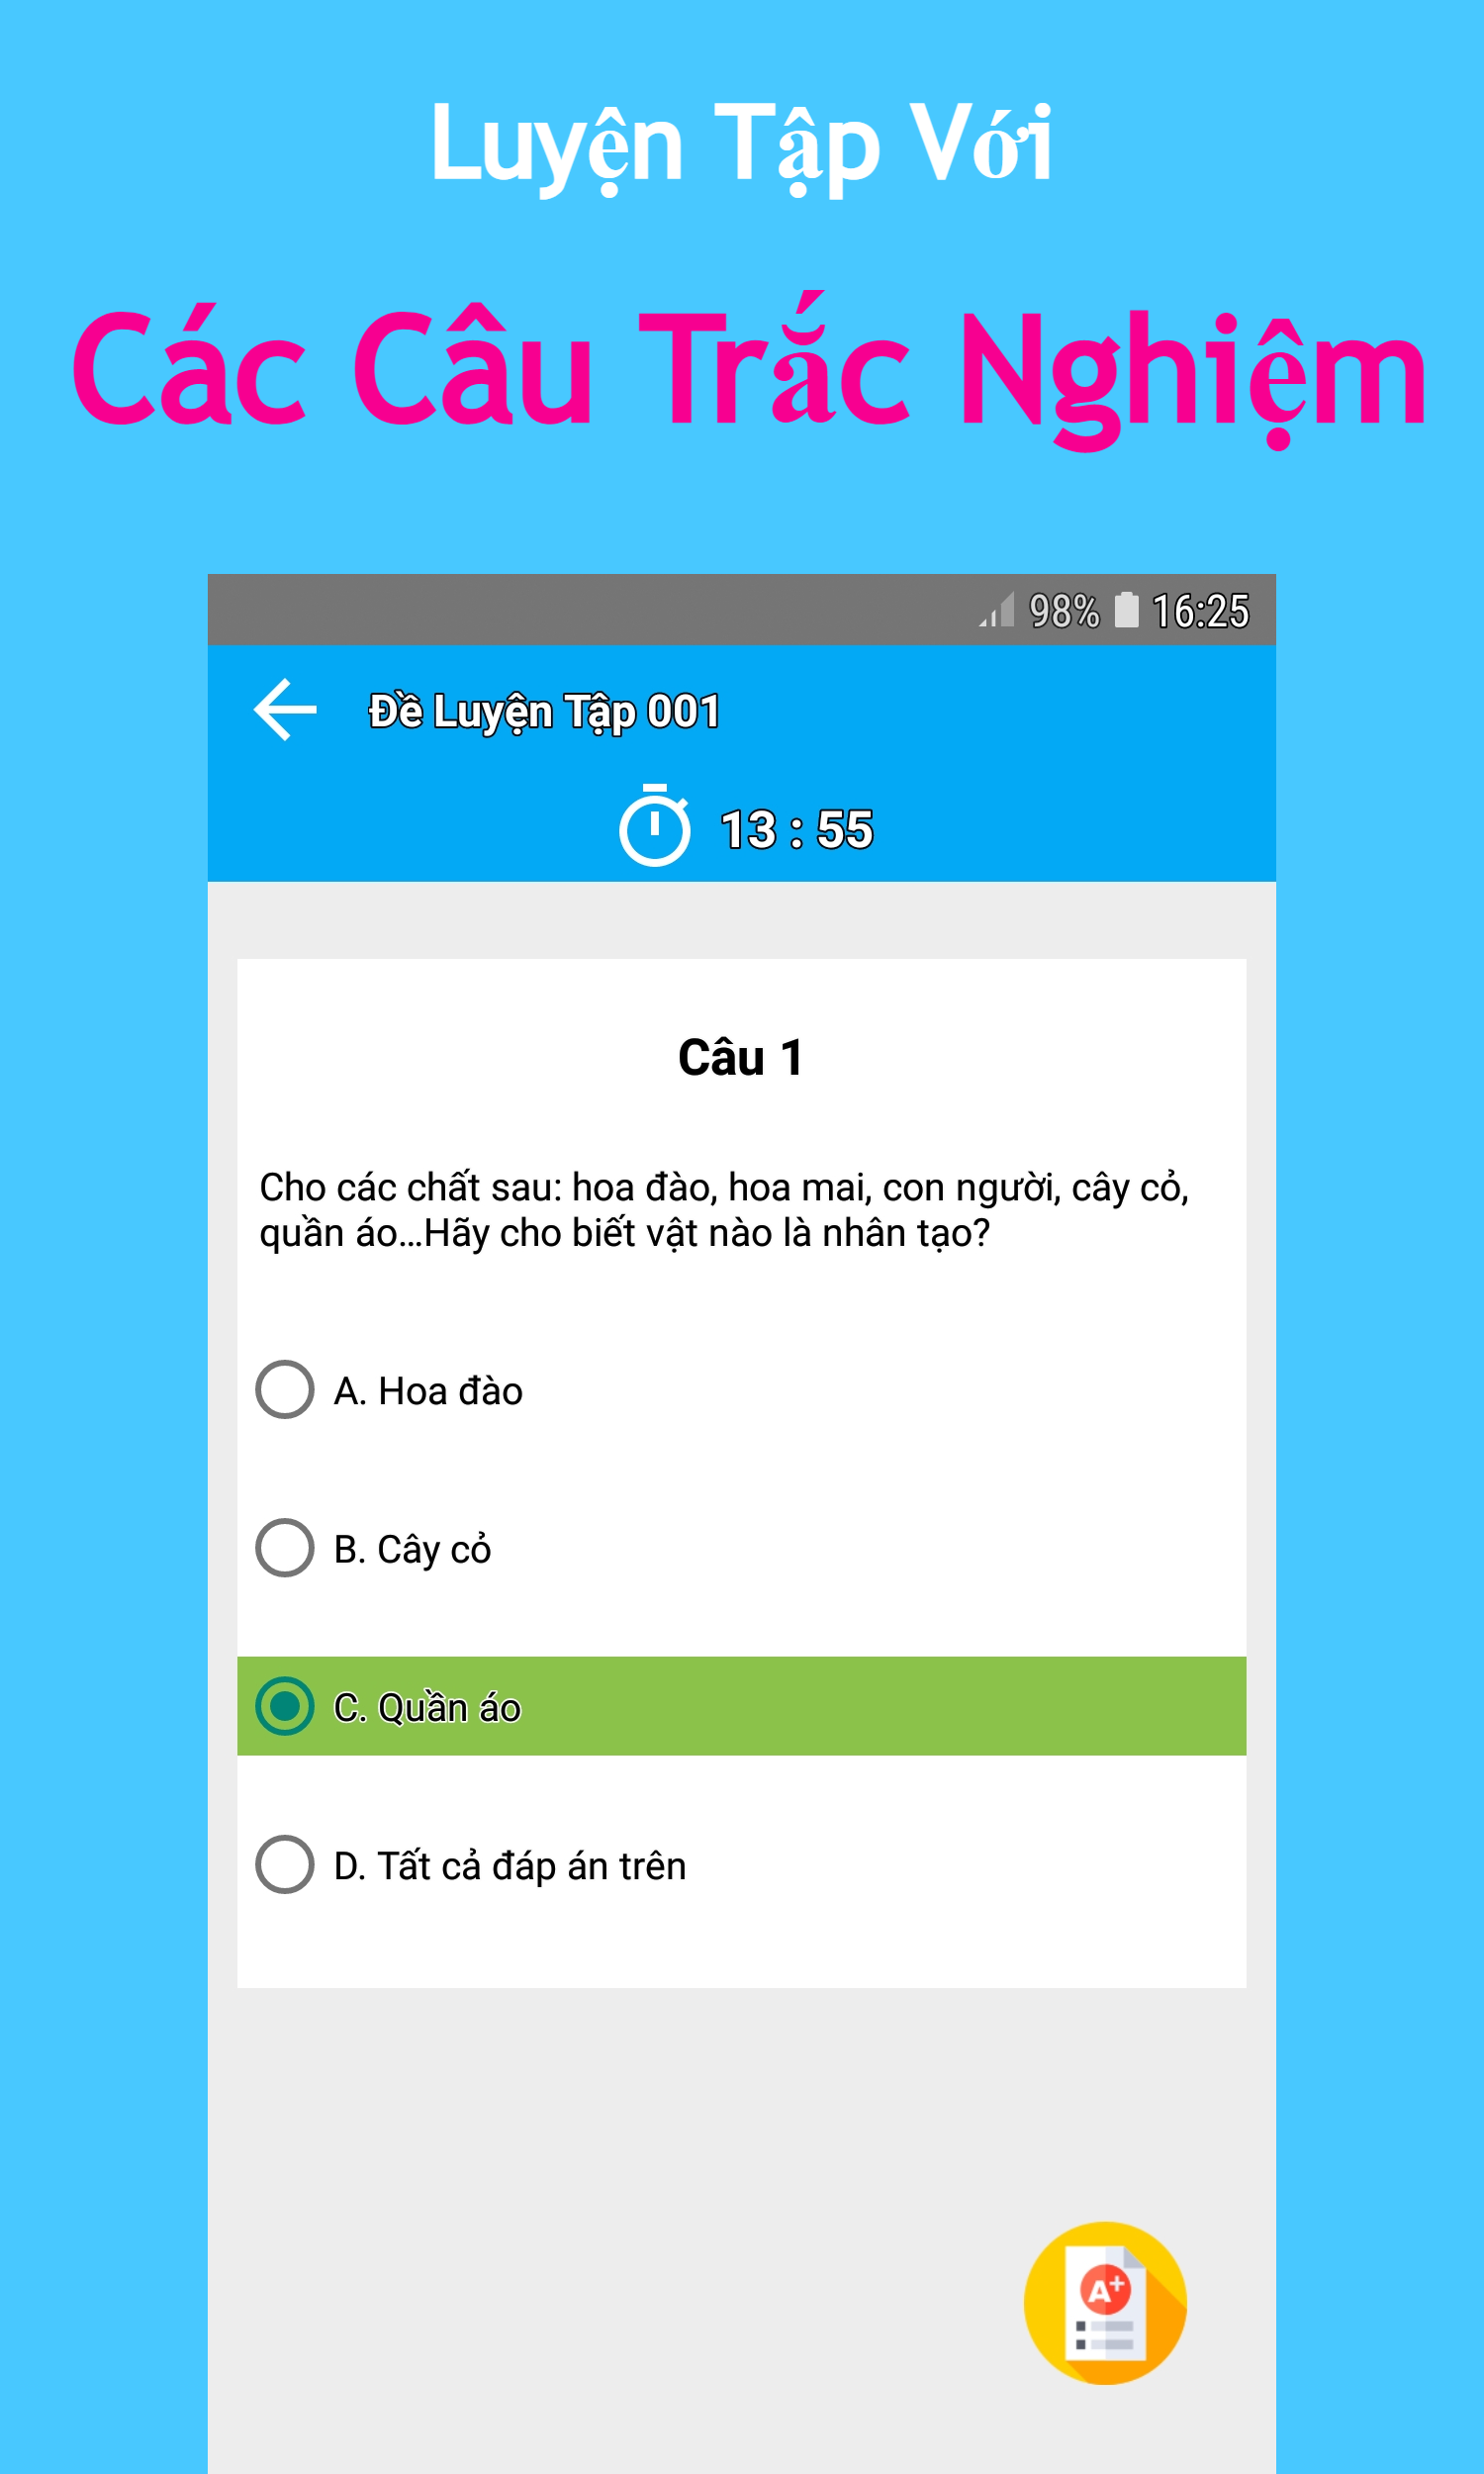 Luyện Tập Với
Các Câu Trắc Nghiệm
98% 16:25
Đề Luyện Tập 001
13 : 55
Câu 1
Cho các chất sau: hoa đào, hoa mai, con người, cây cỏ,
quần áo...Hãy cho biết vật nào là nhân tạo?
A. Hoa đào
B. Cây cỏ
C. Quần áo
D. Tất cả đáp án trên
A+